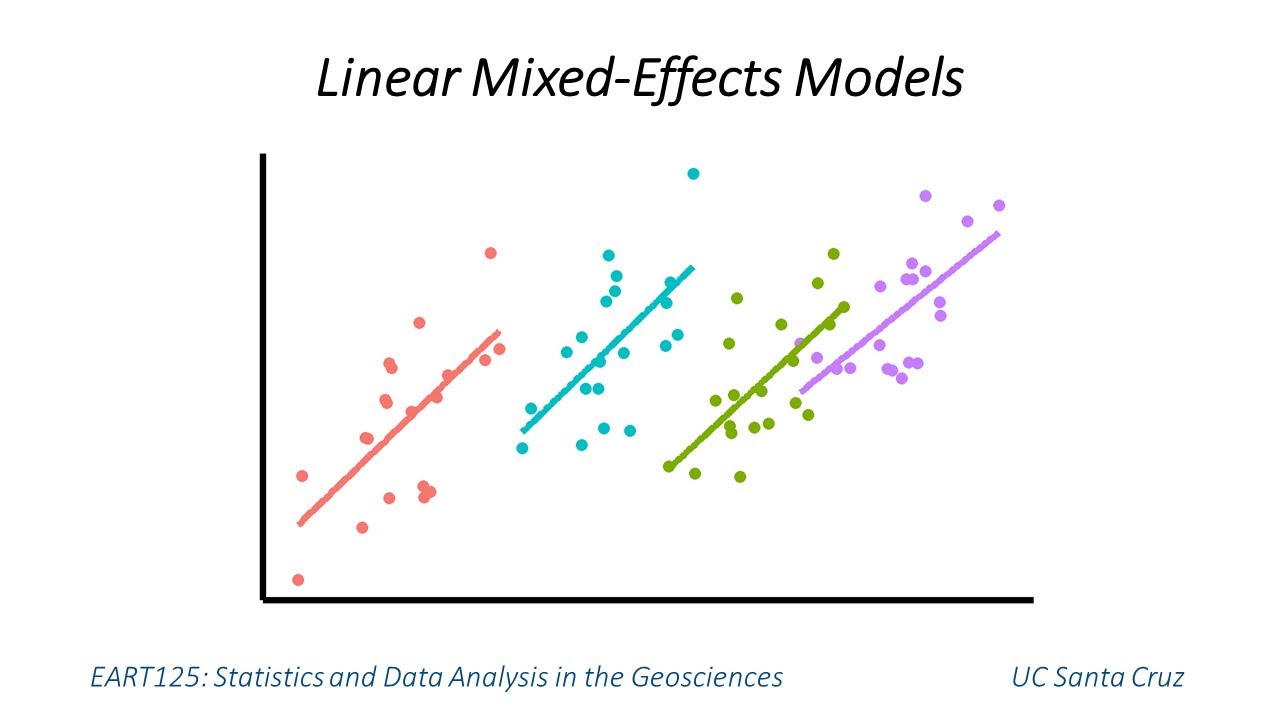 Linear Mixed-Effects Models
EART125: Statistics and Data Analysis in the Geosciences
UC Santa Cruz